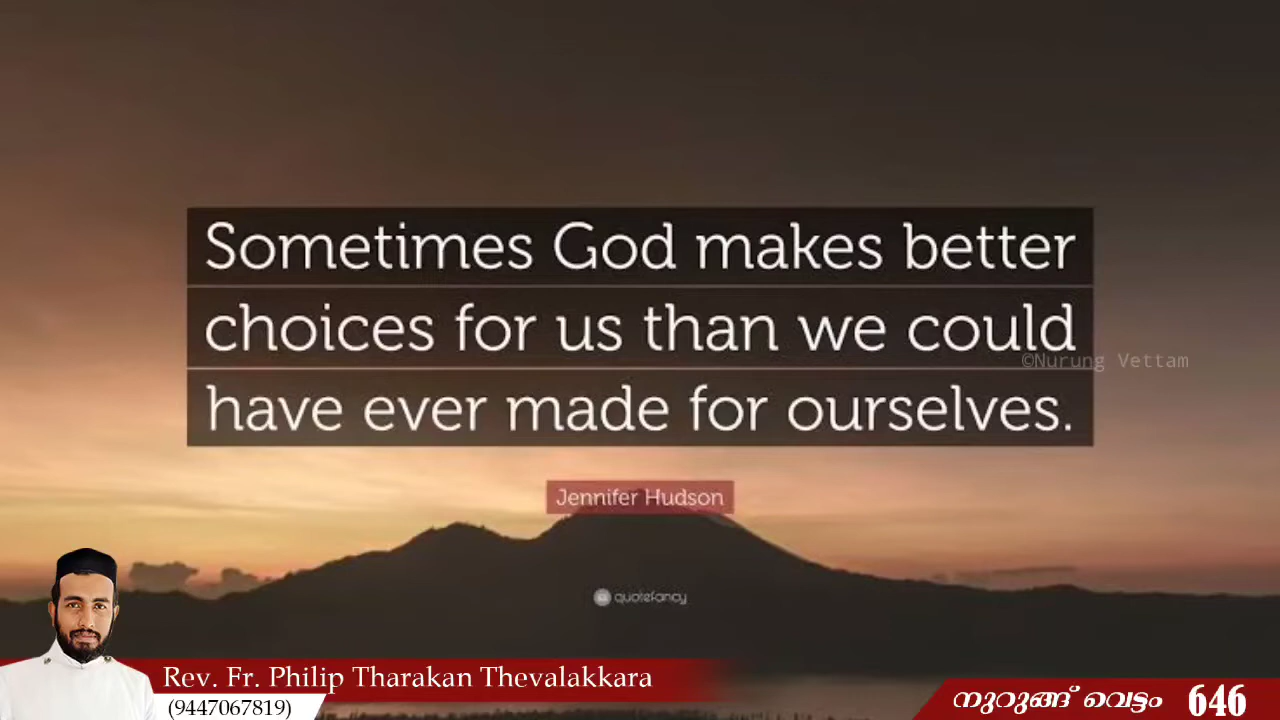 Sometimes God makes better
choices for us than we could
©Nurung Vettam
have ever made for ourselves.
Jennifer Hudson
quotefancy
Rev. Fr. Philip Tharakan Thevalakkara
(9447067819)
നുറുങ്ങ് വെട്ടം 646